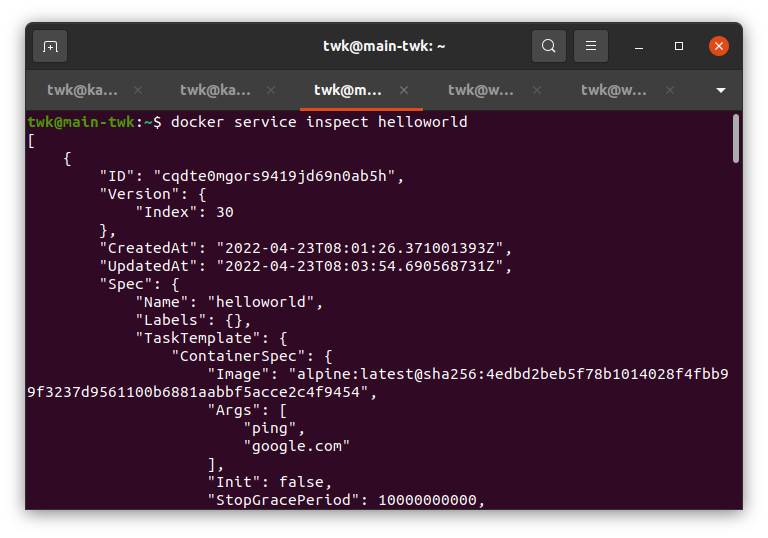 twk@main-twk: ~
twk@ka... twk@ka... twk@m... twk@w... twk@w...
twk@main-twk:~$ docker service inspect helloworld
[
    {
        "ID": "cqdte0mgors9419jd69n0ab5h",
        "Version": {
            "Index": 30
        },
        "CreatedAt": "2022-04-23T08:01:26.371001393Z",
        "UpdatedAt": "2022-04-23T08:03:54.690568731Z",
        "Spec": {
            "Name": "helloworld",
            "Labels": {},
            "TaskTemplate": {
                "ContainerSpec": {
                    "Image": "alpine:latest@sha256:4edbd2beb5f78b1014028f4fbb9
9f3237d9561100b6881aabbf5acce2c4f9454",
                    "Args": [
                        "ping",
                        "google.com"
                    ],
                    "Init": false,
                    "StopGracePeriod": 10000000000,